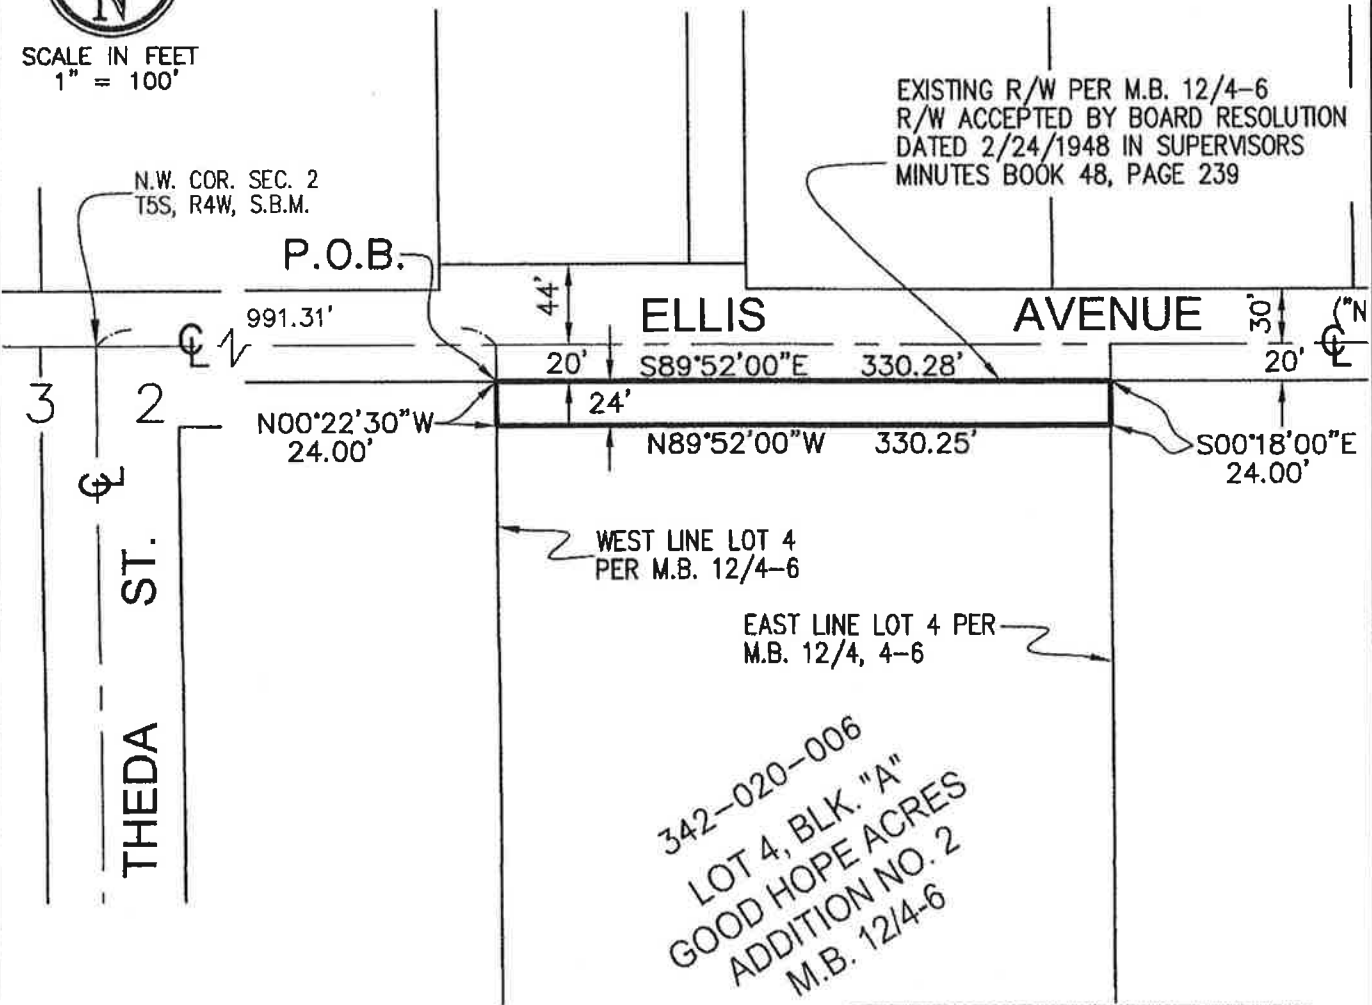 N
SCALE IN FEET
1" = 100'
EXISTING R/W PER M.B. 12/4-6
R/W ACCEPTED BY BOARD RESOLUTION
DATED 2/24/1948 IN SUPERVISORS
MINUTES BOOK 48, PAGE 239
N.W. COR. SEC. 2
T5S, R4W, S.B.M.
P.O.B.
991.31'
44'
ELLIS AVENUE
30'
("N
℄
℄
20'
S89°52'00"E 330.28'
20'
3
2
24'
N00°22'30"W
24.00'
N89°52'00"W 330.25'
S00°18'00"E
24.00'
℄
THEDA ST.
WEST LINE LOT 4
PER M.B. 12/4-6
EAST LINE LOT 4 PER
M.B. 12/4, 4-6
342-020-006
LOT 4, BLK. "A"
GOOD HOPE ACRES
ADDITION NO. 2
M.B. 12/4-6